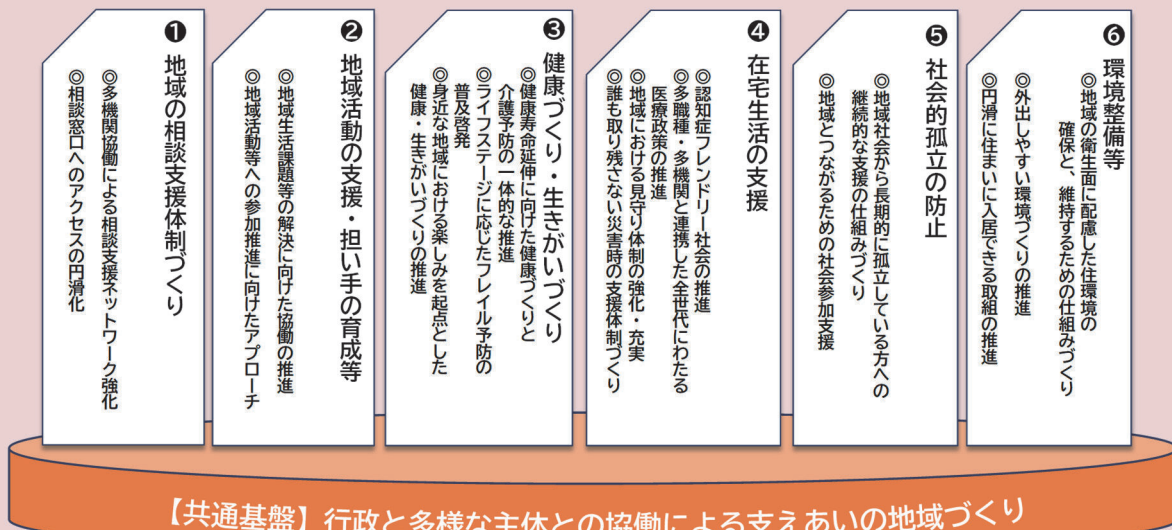 ❶ 地域の相談支援体制づくり
◎多機関協働による相談支援ネットワーク強化
◎相談窓口へのアクセスの円滑化
❷ 地域活動の支援・担い手の育成等
◎地域生活課題等の解決に向けた協働の推進
◎地域活動等への参加推進に向けたアプローチ
❸ 健康づくり・生きがいづくり
◎健康寿命延伸に向けた健康づくりと
介護予防の一体的な推進
◎ライフステージに応じたフレイル予防の
普及啓発
◎身近な地域における楽しみを起点とした
健康・生きがいづくりの推進
❹ 在宅生活の支援
◎認知症フレンドリー社会の推進
◎多職種・多機関と連携した全世代にわたる
医療政策の推進
◎地域における見守り体制の強化・充実
◎誰も取り残さない災害時の支援体制づくり
❺ 社会的孤立の防止
◎地域社会から長期的に孤立している方への
継続的な支援の仕組みづくり
◎地域とつながるための社会参加支援
❻ 環境整備等
◎地域の衛生面に配慮した住環境の
確保と、維持するための仕組みづくり
◎外出しやすい環境づくりの推進
◎円滑に住まいに入居できる取組の推進
【共通基盤】行政と多様な主体との協働による支えあいの地域づくり